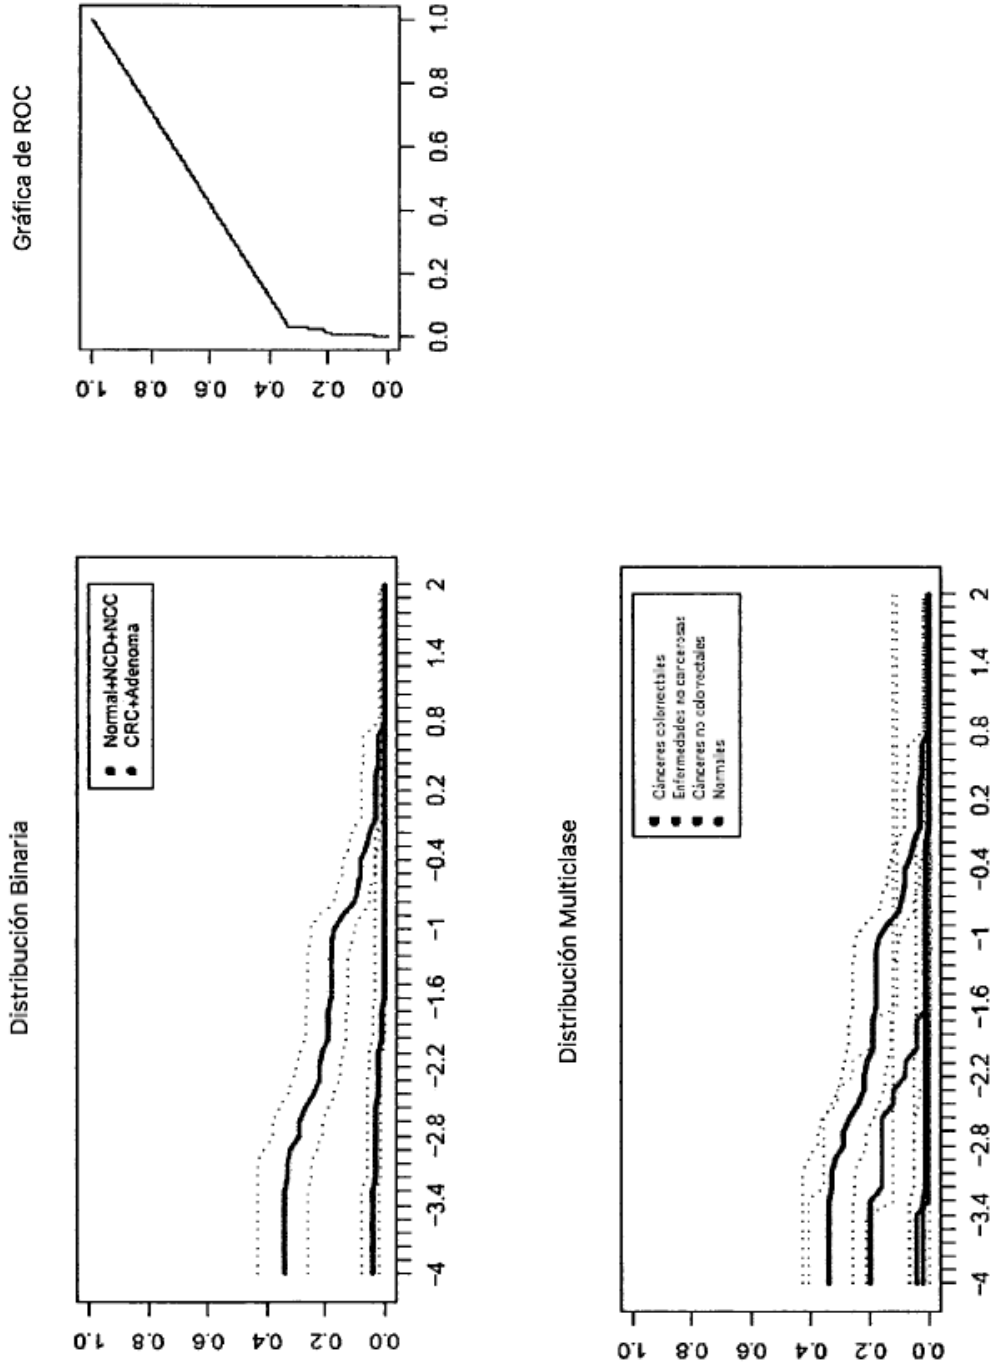 Distribución Binaria
1.0
0.8
0.6
0.4
0.2
0.0
Normal+NCD+NCC
CRC+Adenoma
-4 -3.4 -2.8 -2.2 -1.6 -1 -0.4 0.2 0.8 1.4 2
Gráfica de ROC
1.0
0.8
0.6
0.4
0.2
0.0
0.0 0.2 0.4 0.6 0.8 1.0
Distribución Multiclase
1.0
0.8
0.6
0.4
0.2
0.0
Cánceres colorrectales
Enfermedades no cancerosas
Cánceres no colorrectales
Normales
-4 -3.4 -2.8 -2.2 -1.6 -1 -0.4 0.2 0.8 1.4 2